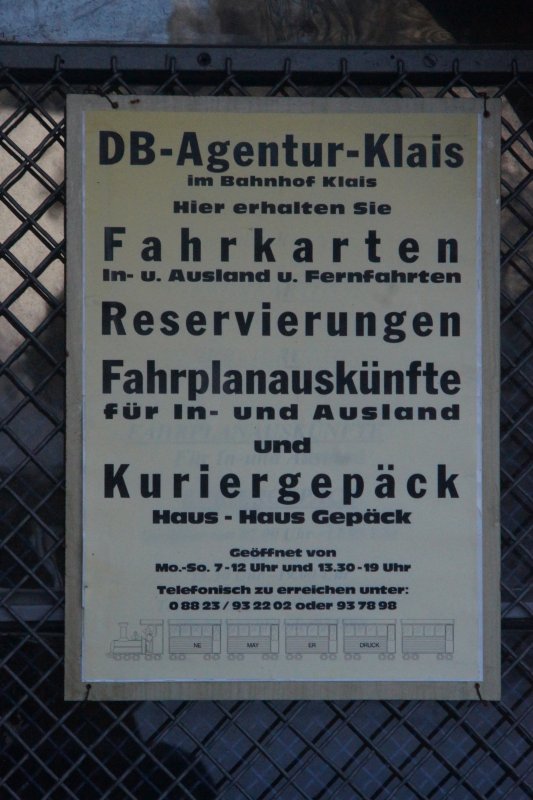 DB-Agentur-Klais
im Bahnhof Klais
Hier erhalten Sie
Fahrkarten
In- u. Ausland u. Fernfahrten
Reservierungen
Fahrplanauskünfte
für In- und Ausland
und
Kuriergepäck
Haus - Haus Gepäck
Geöffnet von
Mo.-So. 7-12 Uhr und 13.30-19 Uhr
Telefonisch zu erreichen unter:
0 88 23 / 93 22 02 oder 93 78 98
NE MAY ER DRUCK